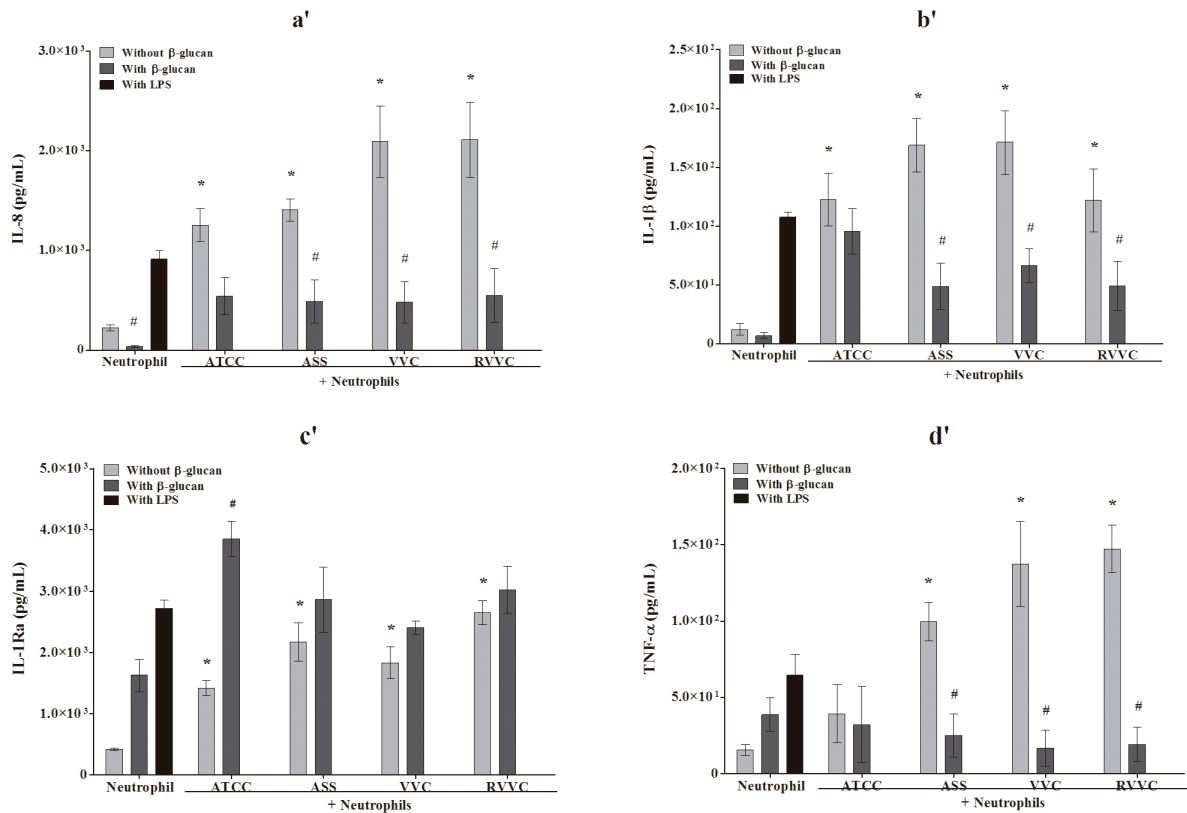 a'
3.0×10³
Without β-glucan
With β-glucan
With LPS
*
*
*
*
2.0×10³
IL-8 (pg/mL)
1.0×10³
#
#
#
#
0
Neutrophil
ATCC
ASS
VVC
RVVC
+ Neutrophils
b'
2.5×10²
Without β-glucan
With β-glucan
With LPS
*
*
*
*
2.0×10²
1.5×10²
IL-1β (pg/mL)
1.0×10²
#
#
#
5.0×10¹
0
Neutrophil
ATCC
ASS
VVC
RVVC
+ Neutrophils
c'
5.0×10³
Without β-glucan
With β-glucan
With LPS
#
4.0×10³
IL-1Ra (pg/mL)
3.0×10³
*
*
*
*
2.0×10³
1.0×10³
0
Neutrophil
ATCC
ASS
VVC
RVVC
+ Neutrophils
d'
2.0×10²
Without β-glucan
With β-glucan
With LPS
*
*
*
1.5×10²
TNF-α (pg/mL)
1.0×10²
5.0×10¹
#
#
#
0
Neutrophil
ATCC
ASS
VVC
RVVC
+ Neutrophils